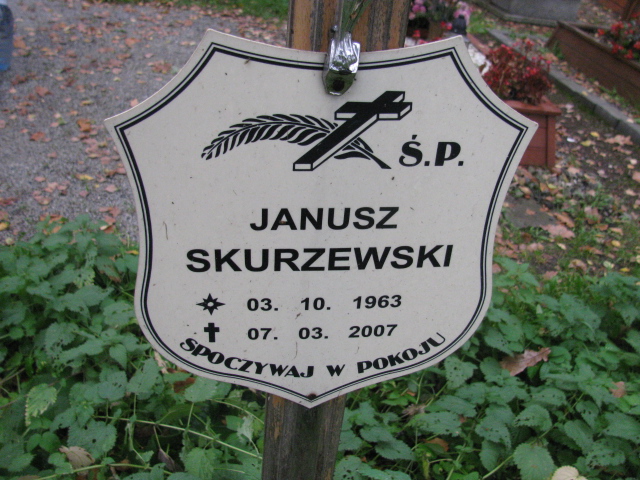 Ś.P.
JANUSZ
SKURZEWSKI
03. 10. 1963
07. 03. 2007
SPOCZYWAJ W POKOJU